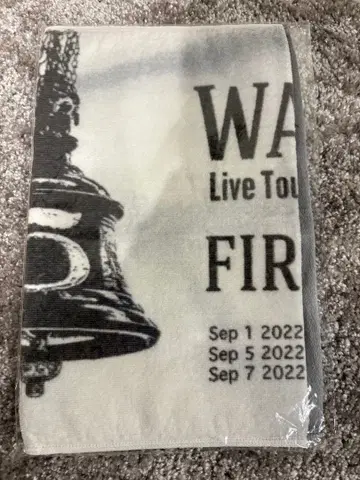 WA
Live Tou
FIR
Sep 1 2022
Sep 5 2022
Sep 7 2022